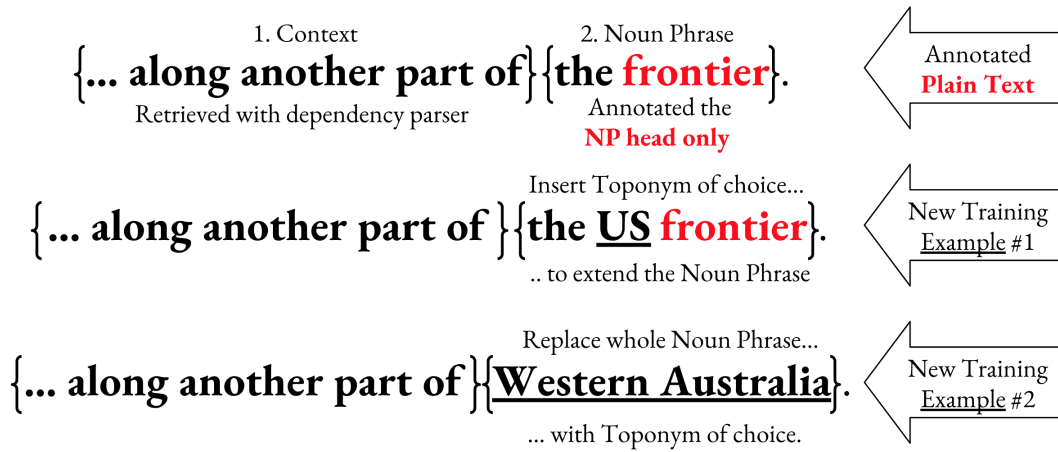 1. Context
2. Noun Phrase
{... along another part of} {the frontier}.
Retrieved with dependency parser
Annotated the
NP head only
Annotated
Plain Text
Insert Toponym of choice...
{... along another part of } {the US frontier}.
.. to extend the Noun Phrase
New Training
Example #1
Replace whole Noun Phrase...
{... along another part of }{Western Australia}.
... with Toponym of choice.
New Training
Example #2